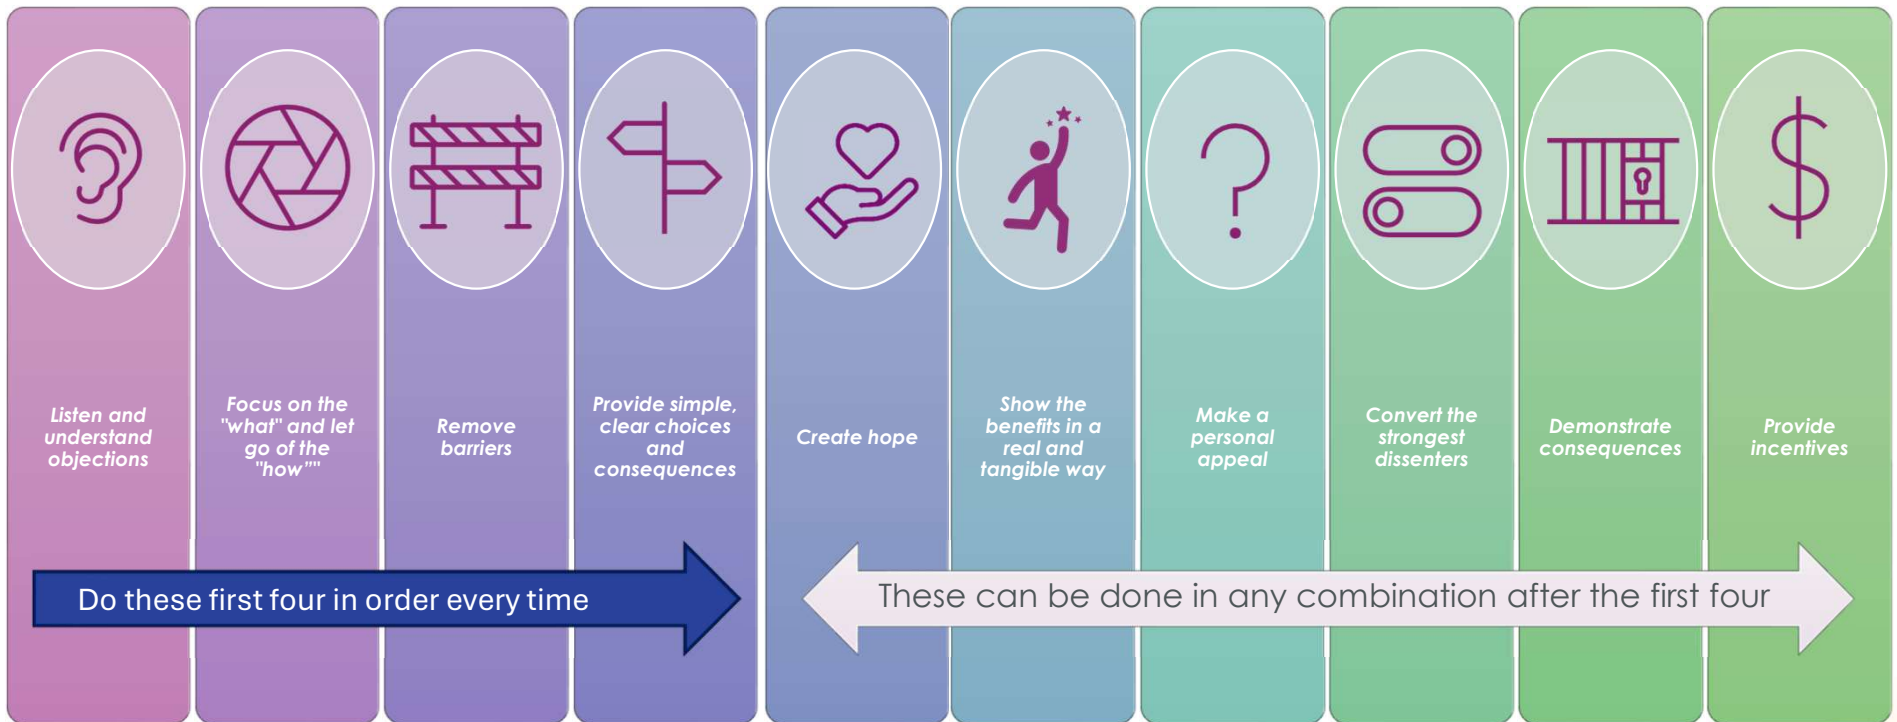 Listen and
understand
objections
Focus on the
"what" and let
go of the
"how”"
Remove
barriers
Provide simple,
clear choices
and
consequences
Create hope
Show the
benefits in a
real and
tangible way
Make a
personal
appeal
Convert the
strongest
dissenters
Demonstrate
consequences
Provide
incentives
Do these first four in order every time
These can be done in any combination after the first four